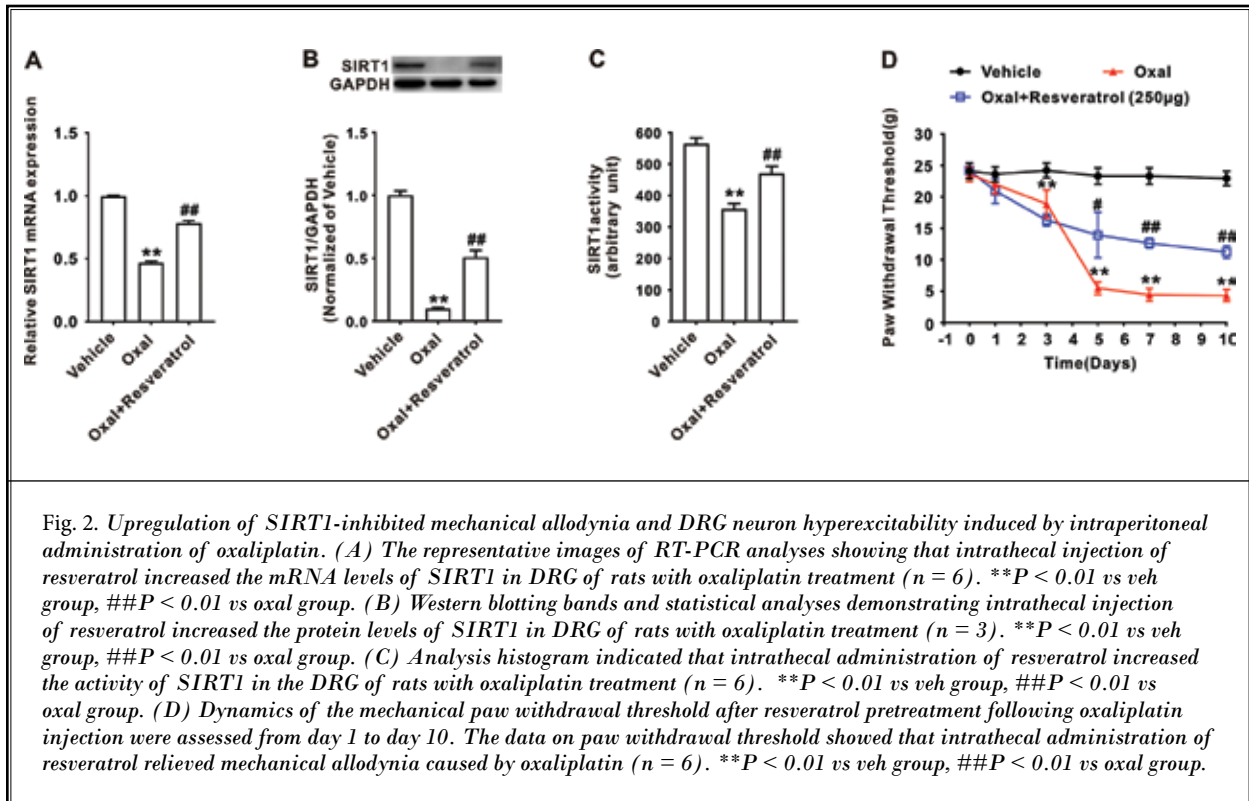 A
Relative SIRT1 mRNA expression
1.5
1.0
0.5
0.0
**
##
Vehicle
Oxal
Oxal+Resveratrol
B
SIRT1
GAPDH
SIRT1/GAPDH
(Normalized of Vehicle)
1.5
1.0
0.5
0.0
**
##
Vehicle
Oxal
Oxal+Resveratrol
C
SIRT1activity
(arbitrary unit)
600
500
400
300
200
100
0
**
##
Vehicle
Oxal
Oxal+Resveratrol
D
Vehicle Oxal
Oxal+Resveratrol (250μg)
Paw Withdrawal Threshold(g)
30
25
20
15
10
5
0
** # ## ##
** ** **
-1 0 1 2 3 4 5 6 7 8 9 10
Time(Days)
Fig. 2. Upregulation of SIRT1-inhibited mechanical allodynia and DRG neuron hyperexcitability induced by intraperitoneal
administration of oxaliplatin. (A) The representative images of RT-PCR analyses showing that intrathecal injection of
resveratrol increased the mRNA levels of SIRT1 in DRG of rats with oxaliplatin treatment (n = 6). **P < 0.01 vs veh
group, ##P < 0.01 vs oxal group. (B) Western blotting bands and statistical analyses demonstrating intrathecal injection
of resveratrol increased the protein levels of SIRT1 in DRG of rats with oxaliplatin treatment (n = 3). **P < 0.01 vs veh
group, ##P < 0.01 vs oxal group. (C) Analysis histogram indicated that intrathecal administration of resveratrol increased
the activity of SIRT1 in the DRG of rats with oxaliplatin treatment (n = 6). **P < 0.01 vs veh group, ##P < 0.01 vs
oxal group. (D) Dynamics of the mechanical paw withdrawal threshold after resveratrol pretreatment following oxaliplatin
injection were assessed from day 1 to day 10. The data on paw withdrawal threshold showed that intrathecal administration of
resveratrol relieved mechanical allodynia caused by oxaliplatin (n = 6). **P < 0.01 vs veh group, ##P < 0.01 vs oxal group.